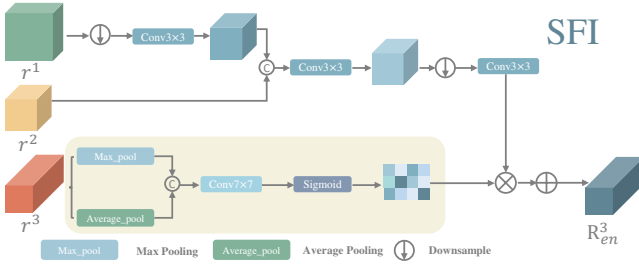 SFI
Conv3×3
r¹
C
Conv3×3
Conv3×3
r²
Max_pool
C
Conv7×7
Sigmoid
Average_pool
r³
R³en
Max_pool Max Pooling Average_pool Average Pooling Downsample